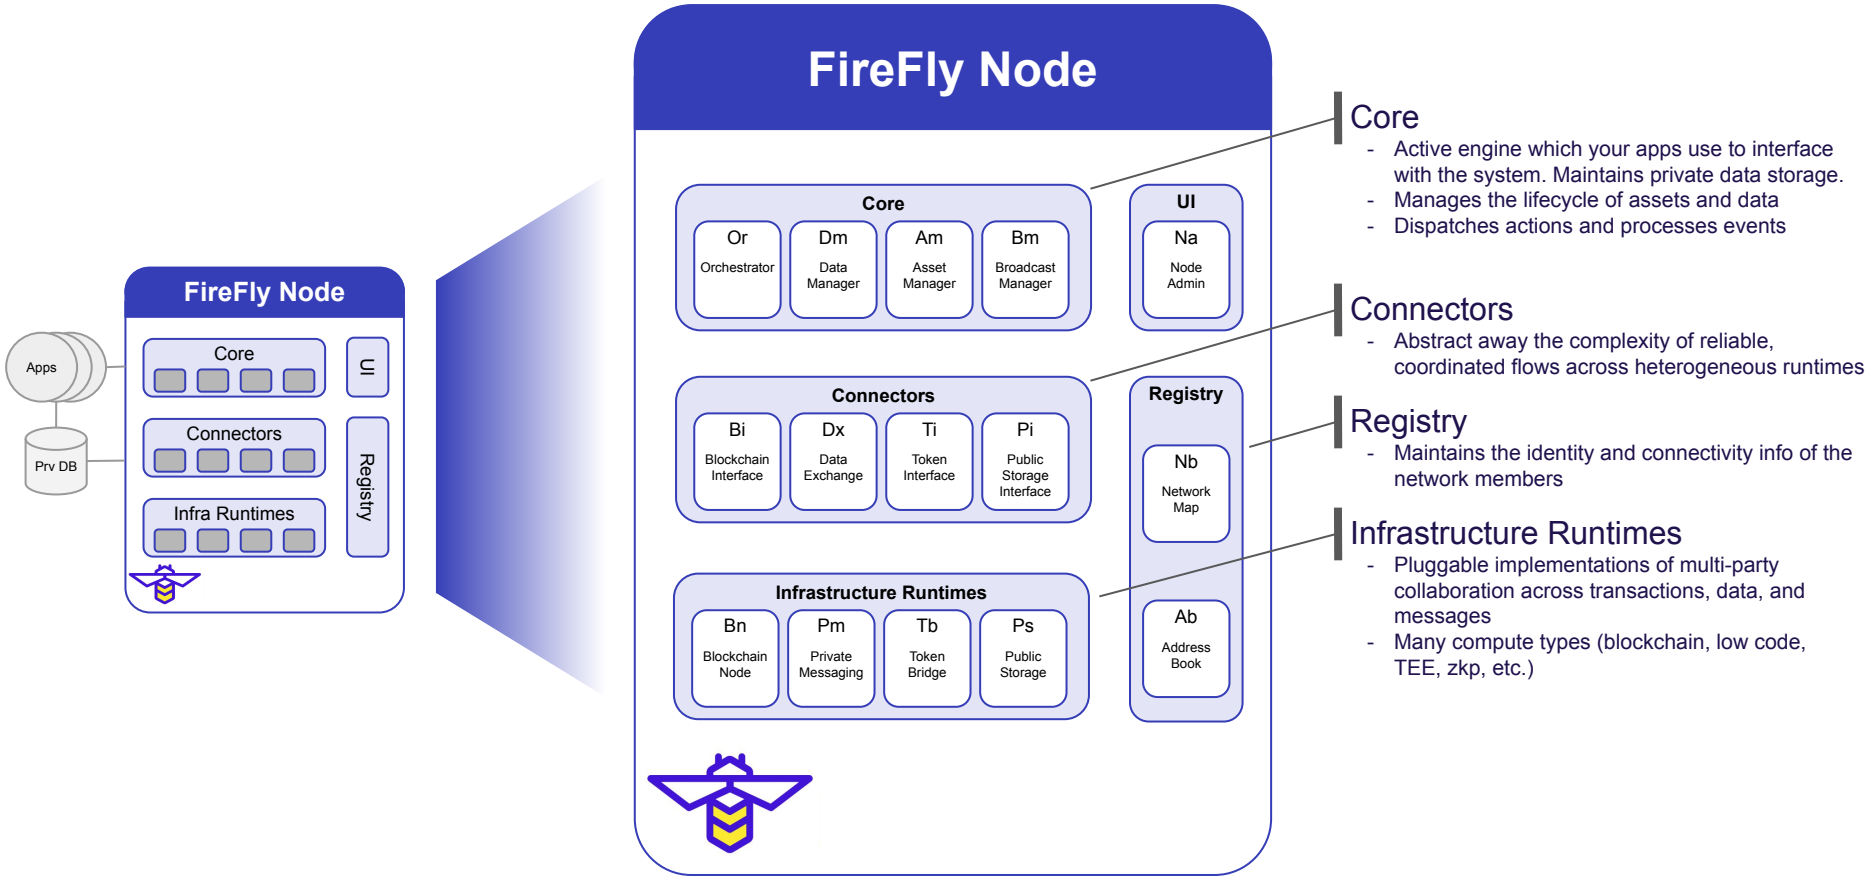 FireFly Node
Apps
Prv DB
Core
UI
Connectors
Registry
Infra Runtimes
FireFly Node
Core
Or
Orchestrator
Dm
Data
Manager
Am
Asset
Manager
Bm
Broadcast
Manager
UI
Na
Node
Admin
Connectors
Bi
Blockchain
Interface
Dx
Data
Exchange
Ti
Token
Interface
Pi
Public
Storage
Interface
Registry
Nb
Network
Map
Ab
Address
Book
Infrastructure Runtimes
Bn
Blockchain
Node
Pm
Private
Messaging
Tb
Token
Bridge
Ps
Public
Storage
Core
- Active engine which your apps use to interface
with the system. Maintains private data storage.
- Manages the lifecycle of assets and data
- Dispatches actions and processes events
Connectors
- Abstract away the complexity of reliable,
coordinated flows across heterogeneous runtimes
Registry
- Maintains the identity and connectivity info of the
network members
Infrastructure Runtimes
- Pluggable implementations of multi-party
collaboration across transactions, data, and
messages
- Many compute types (blockchain, low code,
TEE, zkp, etc.)